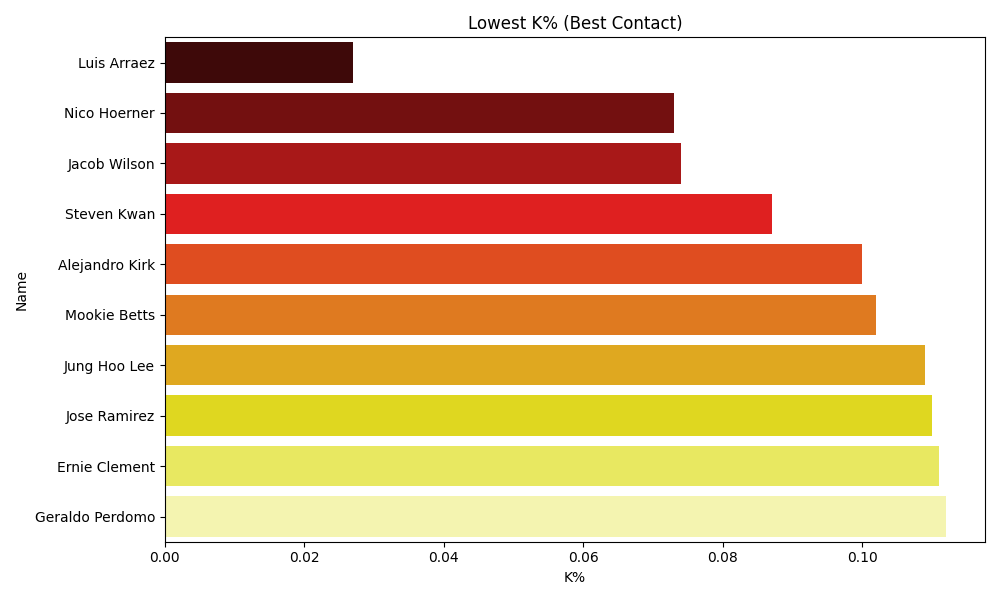 Lowest K% (Best Contact)
Luis Arraez
Nico Hoerner
Jacob Wilson
Steven Kwan
Alejandro Kirk
Mookie Betts
Jung Hoo Lee
Jose Ramirez
Ernie Clement
Geraldo Perdomo
Name
0.00 0.02 0.04 0.06 0.08 0.10
K%